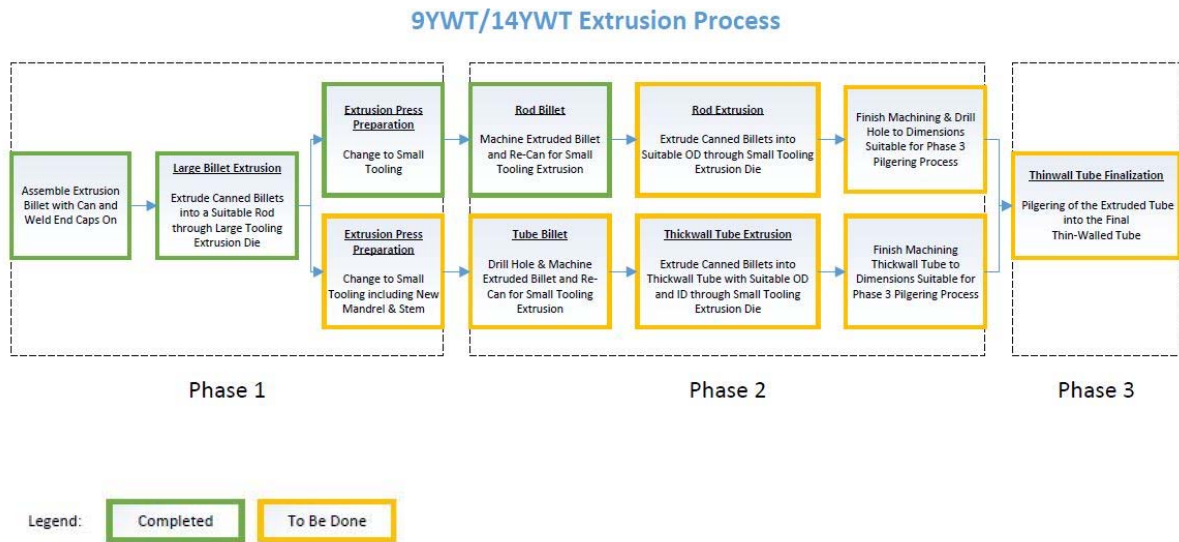 9YWT/14YWT Extrusion Process
Assemble Extrusion
Billet with Can and
Weld End Caps On
Large Billet Extrusion
Extrude Canned Billets
into a Suitable Rod
through Large Tooling
Extrusion Die
Extrusion Press
Preparation
Change to Small
Tooling
Rod Billet
Machine Extruded Billet
and Re-Can for Small
Tooling Extrusion
Rod Extrusion
Extrude Canned Billets into
Suitable OD through Small Tooling
Extrusion Die
Finish Machining & Drill
Hole to Dimensions
Suitable for Phase 3
Pilgering Process
Extrusion Press
Preparation
Change to Small
Tooling including New
Mandrel & Stem
Tube Billet
Drill Hole & Machine
Extruded Billet and Re-
Can for Small Tooling
Extrusion
Thickwall Tube Extrusion
Extrude Canned Billets into
Thickwall Tube with Suitable OD
and ID through Small Tooling
Extrusion Die
Finish Machining
Thickwall Tube to
Dimensions Suitable for
Phase 3 Pilgering Process
Thinwall Tube Finalization
Pilgering of the Extruded Tube
into the Final
Thin-Walled Tube
Phase 1
Phase 2
Phase 3
Legend:
Completed
To Be Done